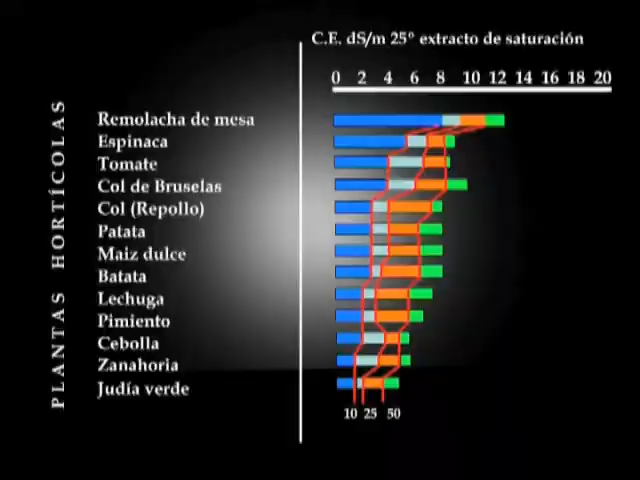 C.E. dS/m 25º extracto de saturación
0 2 4 6 8 10 12 14 16 18 20
PLANTAS HORTÍCOLAS
Remolacha de mesa
Espinaca
Tomate
Col de Bruselas
Col (Repollo)
Patata
Maiz dulce
Batata
Lechuga
Pimiento
Cebolla
Zanahoria
Judía verde
10 25 50